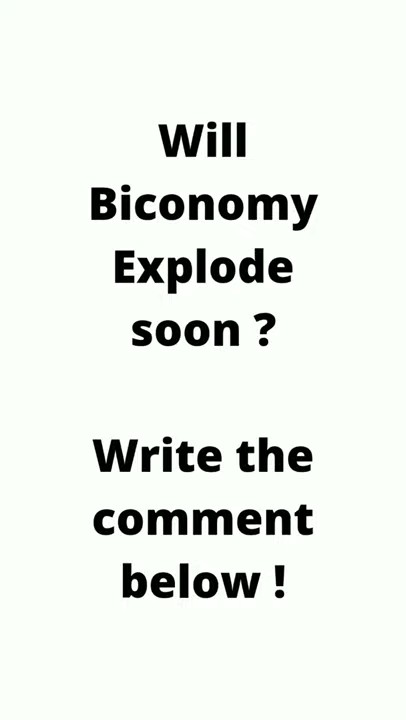 Will
Biconomy
Explode
soon ?
Write the
comment
below !